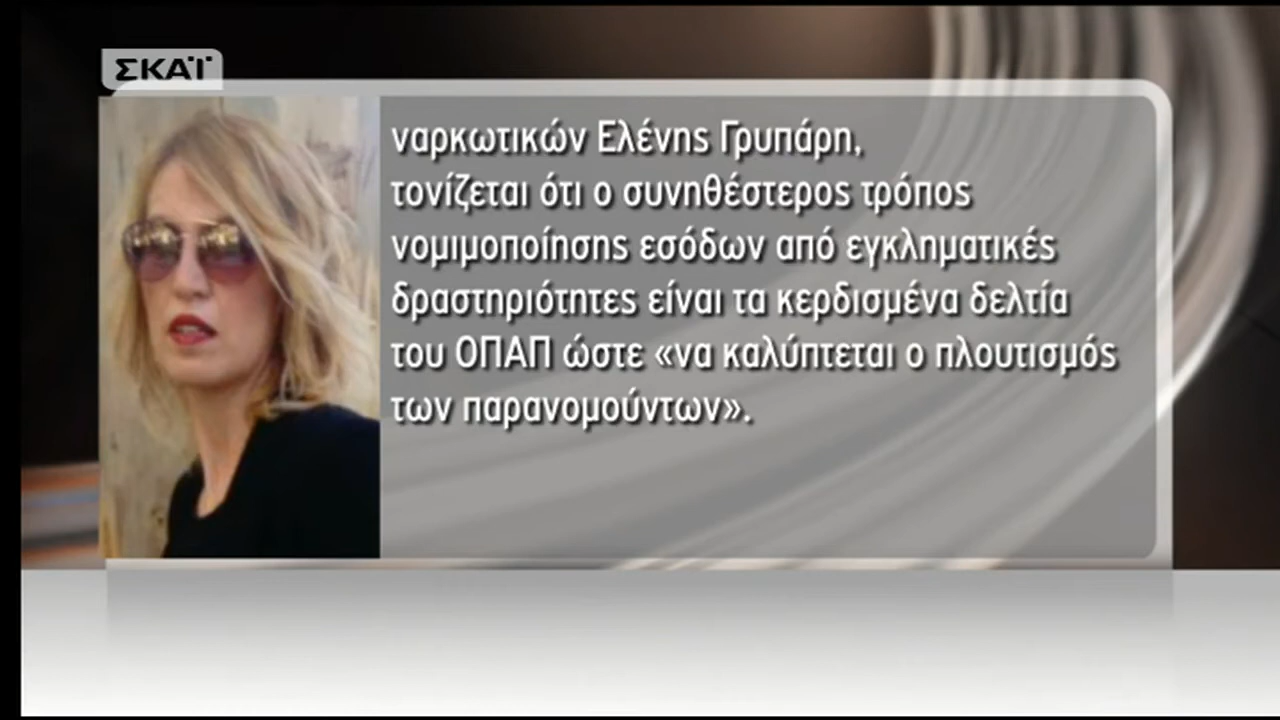 ΣΚΑΪ
ναρκωτικών Ελένης Γρυπάρη,
τονίζεται ότι ο συνηθέστερος τρόπος
νομιμοποίησης εσόδων από εγκληματικές
δραστηριότητες είναι τα κερδισμένα δελτία
του ΟΠΑΠ ώστε «να καλύπτεται ο πλουτισμός
των παρανομούντων».